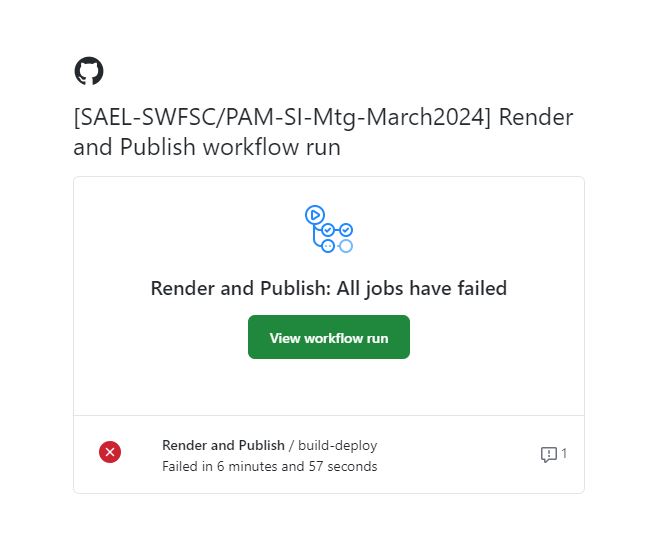 [SAEL-SWFSC/PAM-SI-Mtg-March2024] Render
and Publish workflow run
Render and Publish: All jobs have failed
View workflow run
Render and Publish / build-deploy
Failed in 6 minutes and 57 seconds
1